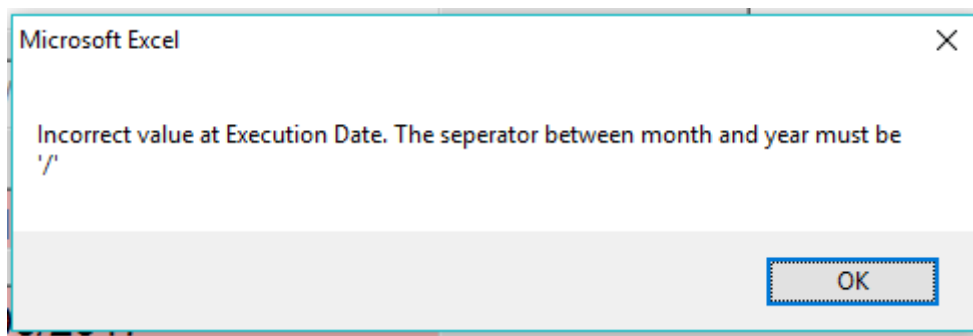 Microsoft Excel
Incorrect value at Execution Date. The seperator between month and year must be
'/'
OK